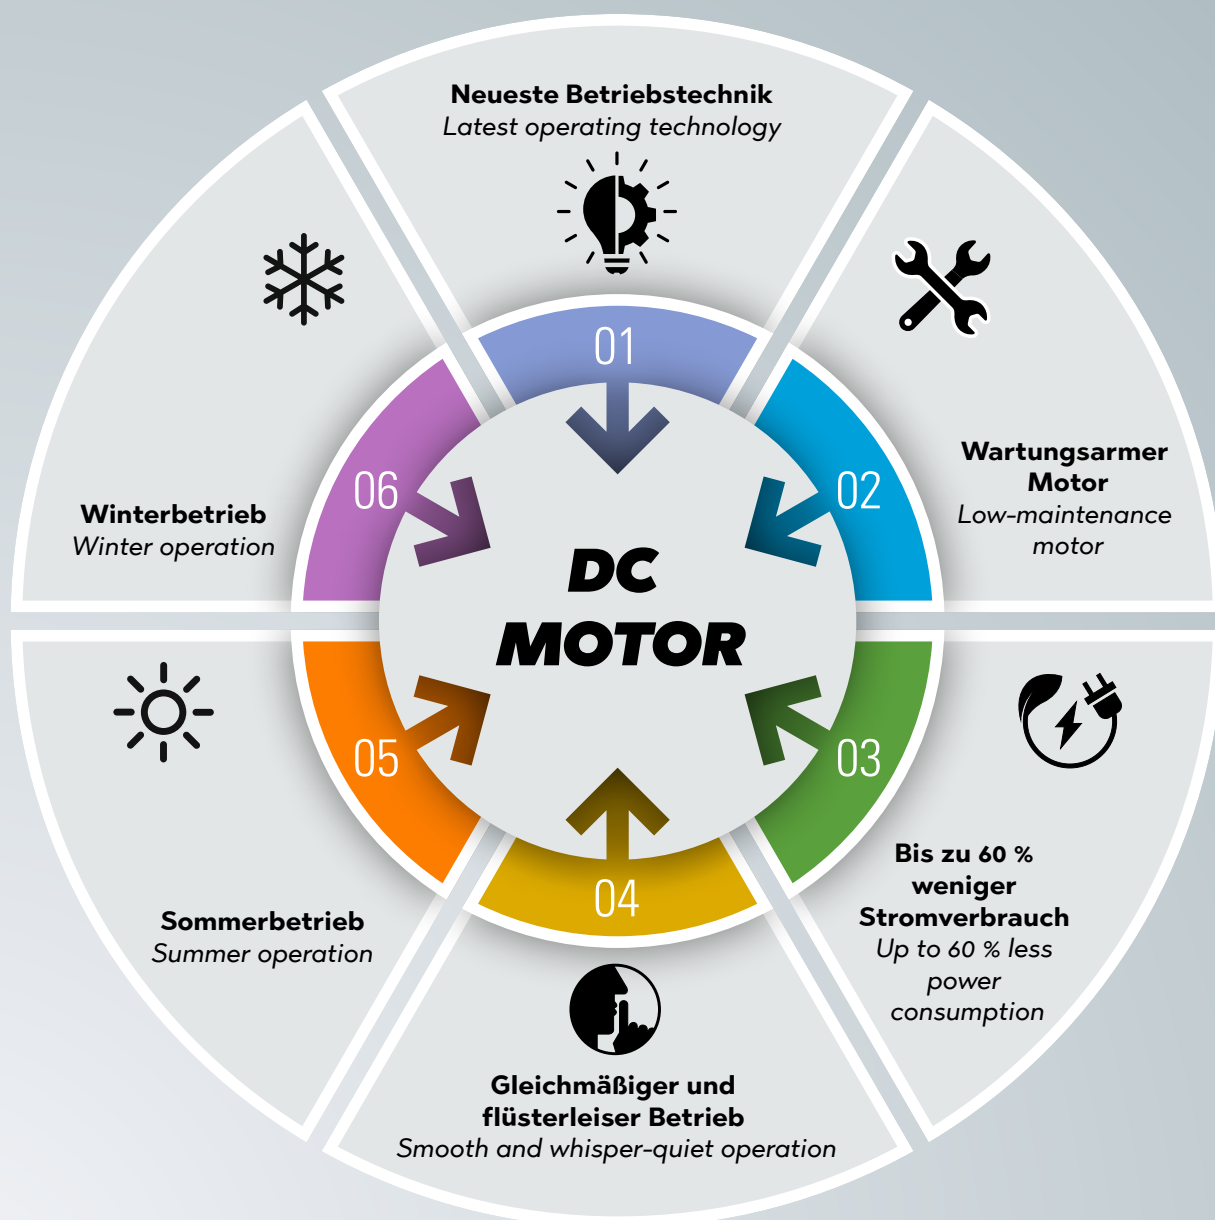 Neueste Betriebstechnik
Latest operating technology
01
02
Wartungsarmer
Motor
Low-maintenance
motor
03
Bis zu 60 %
weniger
Stromverbrauch
Up to 60 % less
power
consumption
04
Gleichmäßiger und
flüsterleiser Betrieb
Smooth and whisper-quiet operation
05
Sommerbetrieb
Summer operation
06
Winterbetrieb
Winter operation
DC
MOTOR